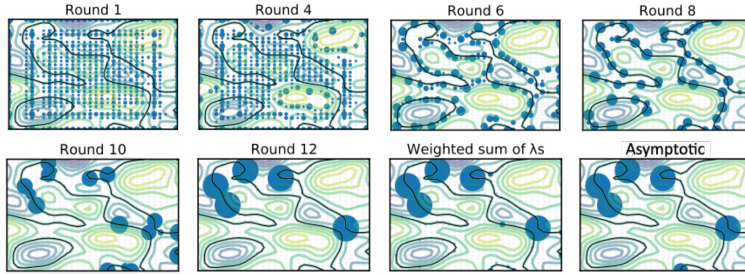 Round 1
Round 4
Round 6
Round 8
Round 10
Round 12
Weighted sum of λs
Asymptotic